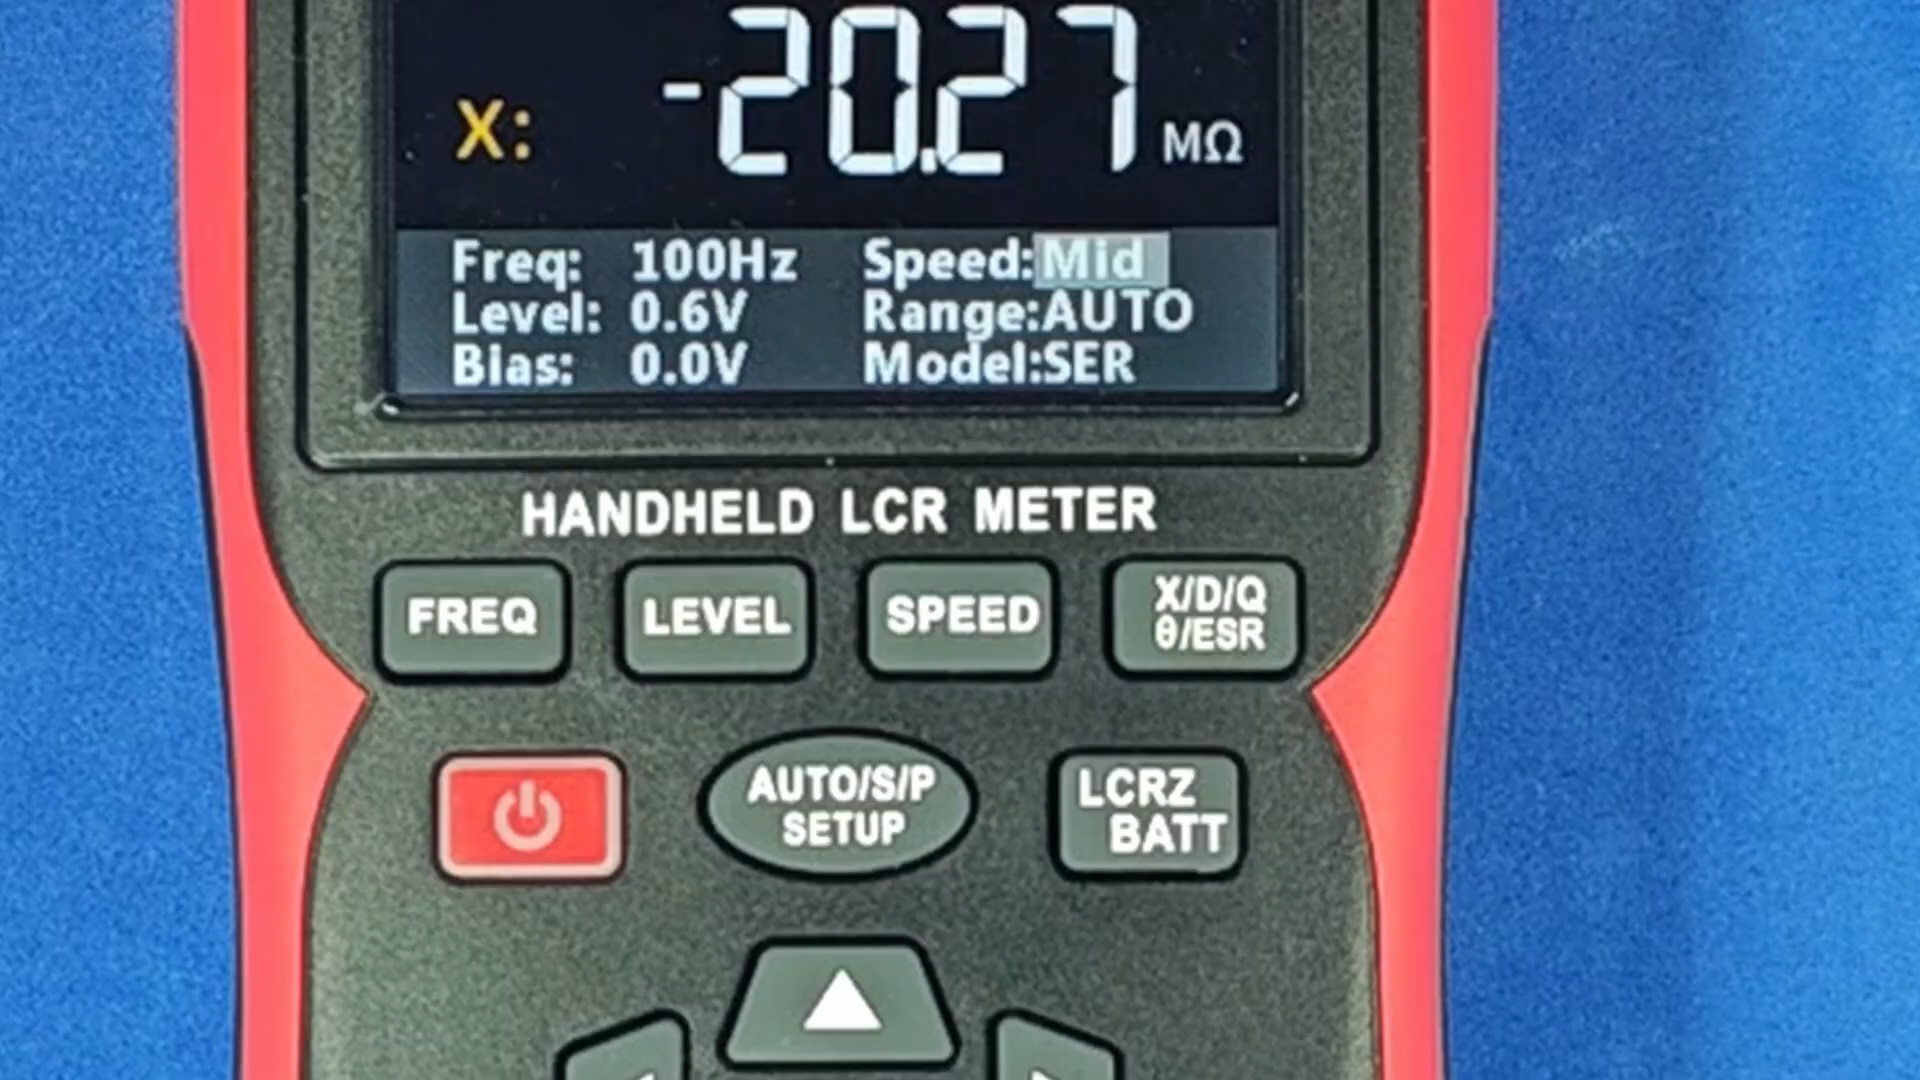 X: -20.27 MΩ
Freq: 100Hz Speed:Mid
Level: 0.6V Range:AUTO
Bias: 0.0V Model:SER
HANDHELD LCR METER
FREQ LEVEL SPEED X/D/Q
θ/ESR
AUTO/S/P
SETUP
LCRZ
BATT